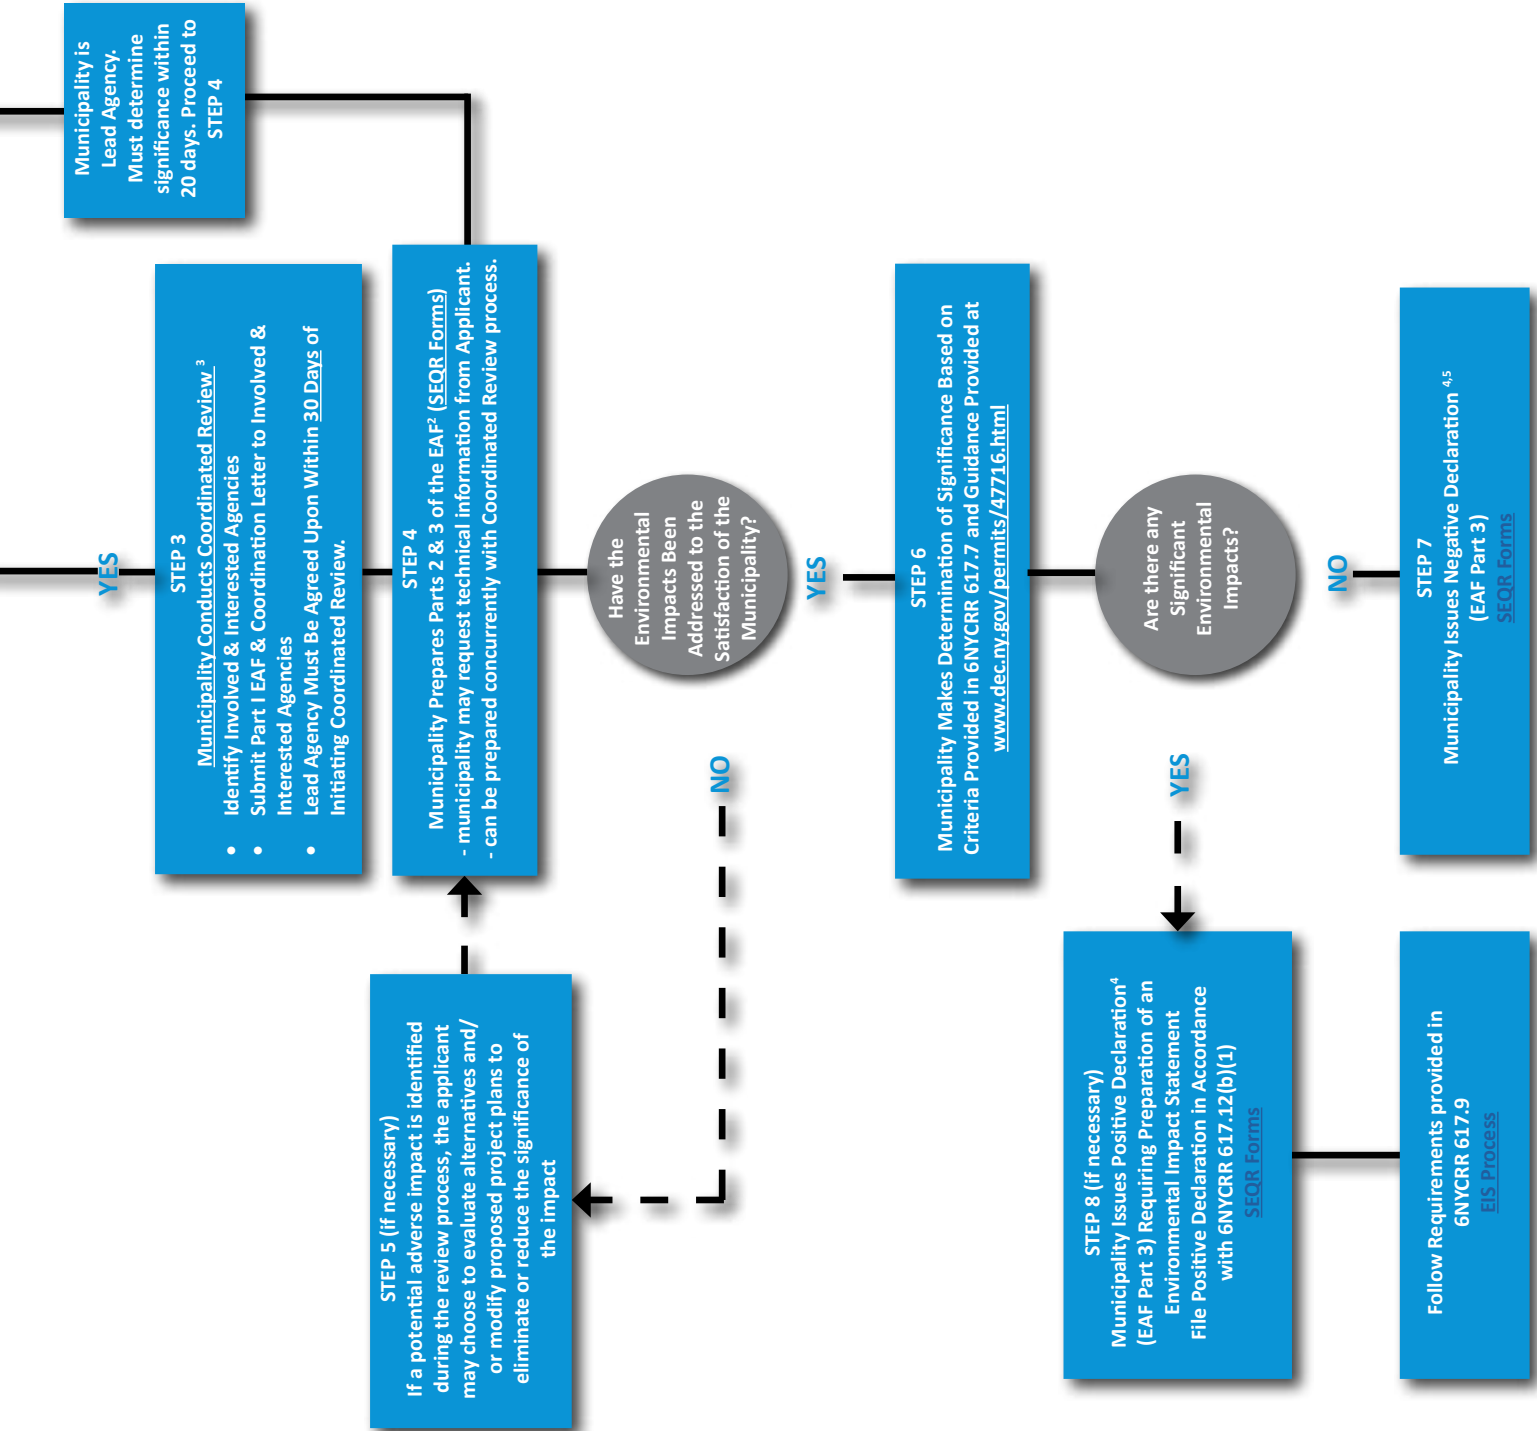 Municipality is
Lead Agency.
Must determine
significance within
20 days. Proceed to
STEP 4
YES
STEP 3
Municipality Conducts Coordinated Review ³
• Identify Involved & Interested Agencies
• Submit Part I EAF & Coordination Letter to Involved &
Interested Agencies
• Lead Agency Must Be Agreed Upon Within 30 Days of
Initiating Coordinated Review.
STEP 4
Municipality Prepares Parts 2 & 3 of the EAF² (SEQR Forms)
- municipality may request technical information from Applicant.
- can be prepared concurrently with Coordinated Review process.
STEP 5 (if necessary)
If a potential adverse impact is identified
during the review process, the applicant
may choose to evaluate alternatives and/
or modify proposed project plans to
eliminate or reduce the significance of
the impact
Have the
Environmental
Impacts Been
Addressed to the
Satisfaction of the
Municipality?
NO
YES
STEP 6
Municipality Makes Determination of Significance Based on
Criteria Provided in 6NYCRR 617.7 and Guidance Provided at
www.dec.ny.gov/permits/47716.html
Are there any
Significant
Environmental
Impacts?
YES
NO
STEP 8 (if necessary)
Municipality Issues Positive Declaration⁴
(EAF Part 3) Requiring Preparation of an
Environmental Impact Statement
File Positive Declaration in Accordance
with 6NYCRR 617.12(b)(1)
SEQR Forms
STEP 7
Municipality Issues Negative Declaration ⁴,⁵
(EAF Part 3)
SEQR Forms
Follow Requirements provided in
6NYCRR 617.9
EIS Process